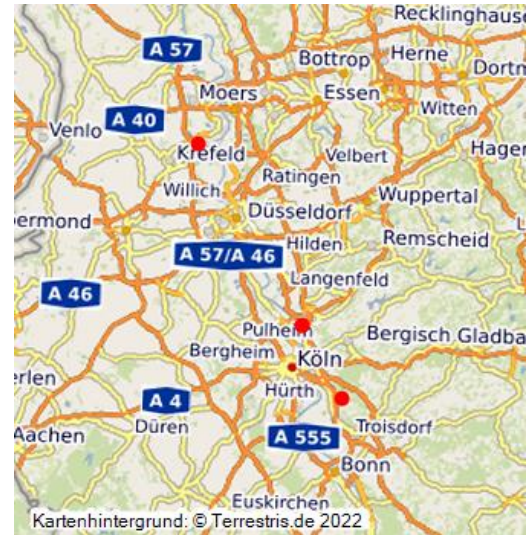 Recklinghause
A 57
Bottrop
Herne
Dortm
Moers
Essen
Witten
A 40
Venlo
Krefeld
Velbert
Hager
Ratingen
Willich
Wuppertal
Düsseldorf
ermond
Hilden
Remscheid
A 57/A 46
Langenfeld
A 46
Pulheim
Bergisch Gladba
Bergheim
Köln
erlen
Hürth
A 4
Troisdorf
Düren
A 555
Aachen
Bonn
Euskirchen
Kartenhintergrund: © Terrestris.de 2022